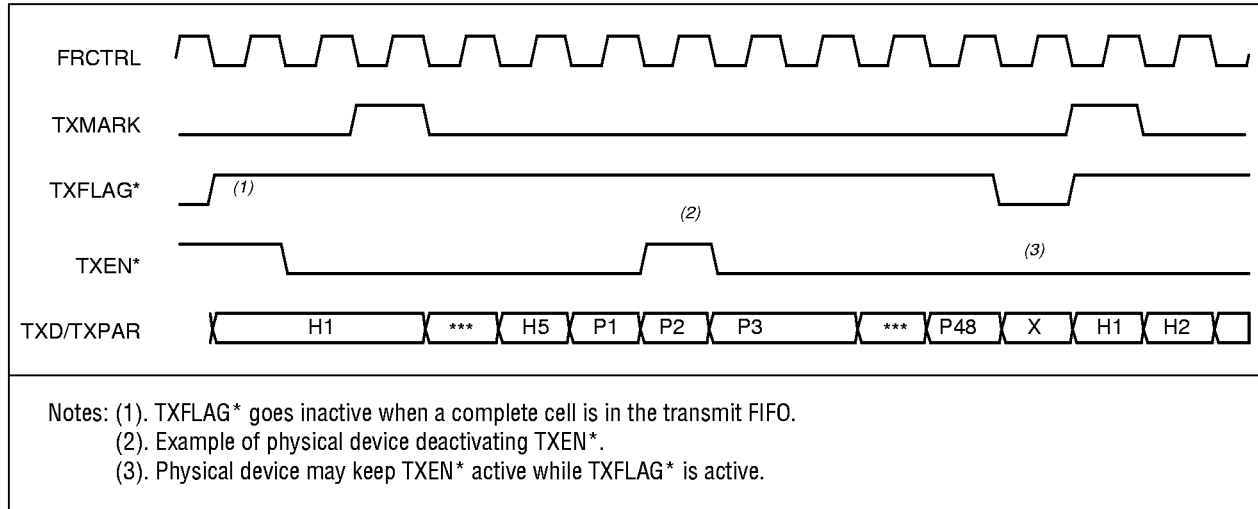 FRCTRL
TXMARK
TXFLAG*
(1)
(2)
TXEN*
(3)
TXD/TXPAR H1 *** H5 P1 P2 P3 *** P48 X H1 H2
Notes: (1). TXFLAG* goes inactive when a complete cell is in the transmit FIFO.
(2). Example of physical device deactivating TXEN*.
(3). Physical device may keep TXEN* active while TXFLAG* is active.